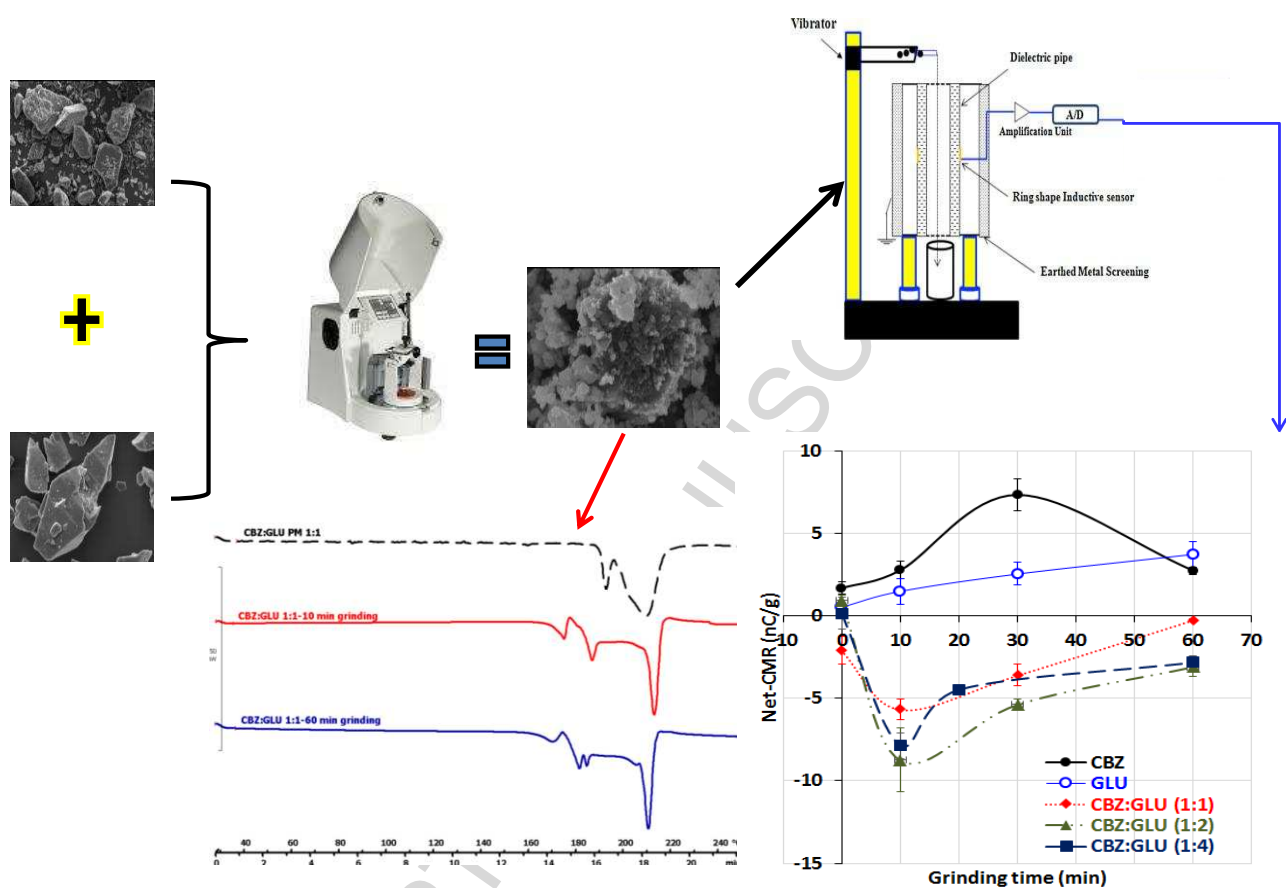 Vibrator
Dielectric pipe
A/D
Amplification Unit
Ring shape Inductive sensor
Earthed Metal Screening
+
=
CBZ:GLU PM 1:1
CBZ:GLU 1:1-10 min grinding
CBZ:GLU 1:1-60 min grinding
40 60 80 100 120 140 160 180 200 220 240
0 2 4 6 8 10 12 14 16 18 20 min
10
5
0
-5
-10
-15
Net-CMR (nC/g)
10 0 10 20 30 40 50 60 70
Grinding time (min)
CBZ
GLU
CBZ:GLU (1:1)
CBZ:GLU (1:2)
CBZ:GLU (1:4)